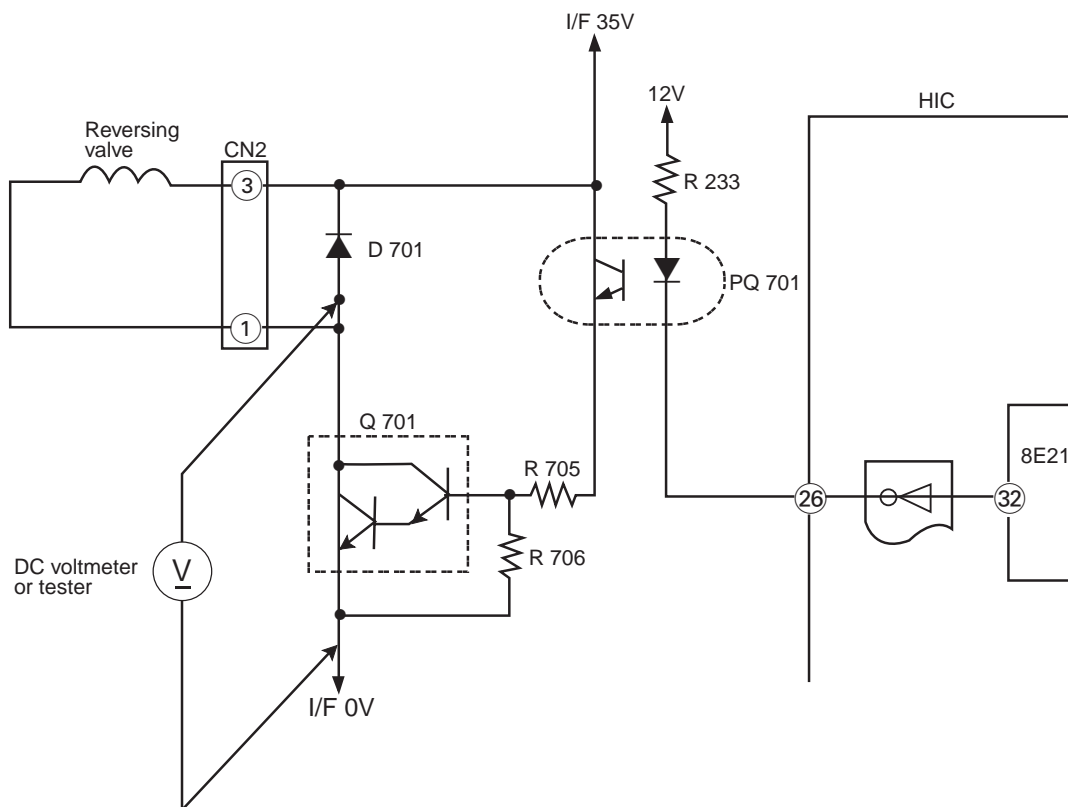 I/F 35V
12V
HIC
Reversing
valve
CN2
3
R 233
D 701
PQ 701
1
Q 701
R 705
8E21
26
32
R 706
DC voltmeter
or tester
V
I/F 0V